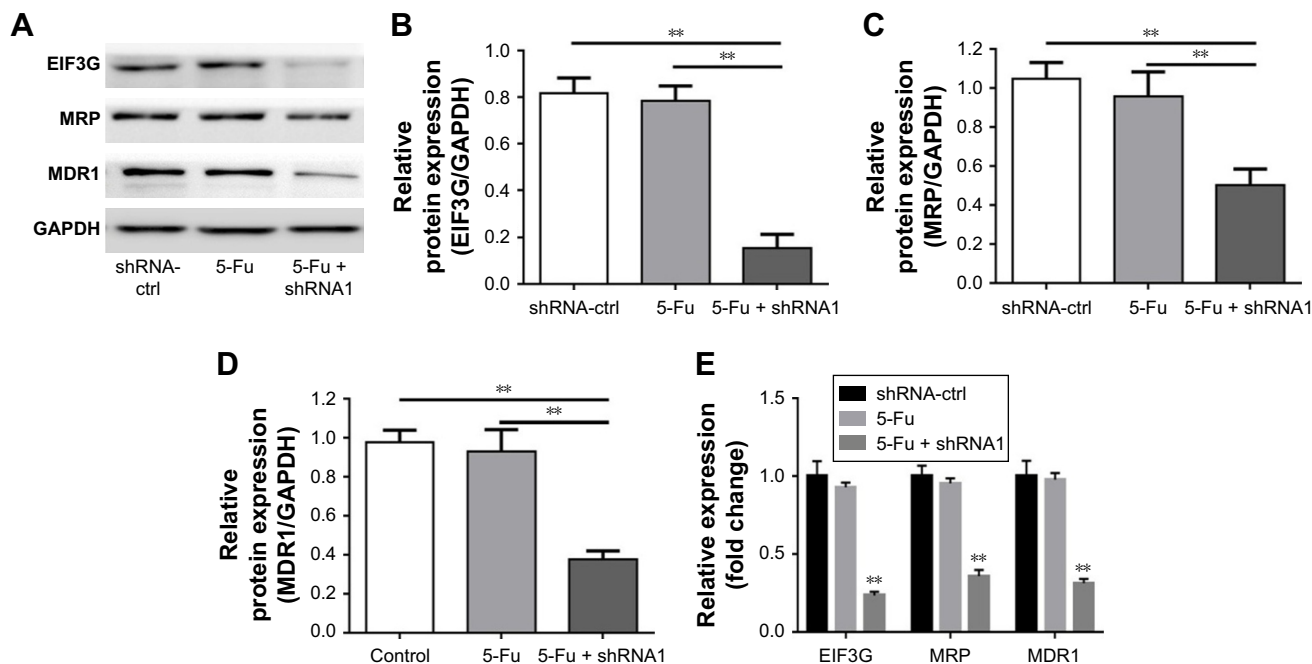 A
EIF3G
MRP
MDR1
GAPDH
shRNA-
ctrl
5-Fu
5-Fu +
shRNA1
B
Relative
protein expression
(EIF3G/GAPDH)
1.0
0.8
0.6
0.4
0.2
0.0
**
**
shRNA-ctrl
5-Fu
5-Fu + shRNA1
C
Relative
protein expression
(MRP/GAPDH)
1.2
1.0
0.8
0.6
0.4
0.2
0.0
**
**
shRNA-ctrl
5-Fu
5-Fu + shRNA1
D
Relative
protein expression
(MDR1/GAPDH)
1.2
1.0
0.8
0.6
0.4
0.2
0.0
**
**
Control
5-Fu
5-Fu + shRNA1
E
Relative expression
(fold change)
1.5
1.0
0.5
0.0
shRNA-ctrl
5-Fu
5-Fu + shRNA1
**
**
**
EIF3G
MRP
MDR1